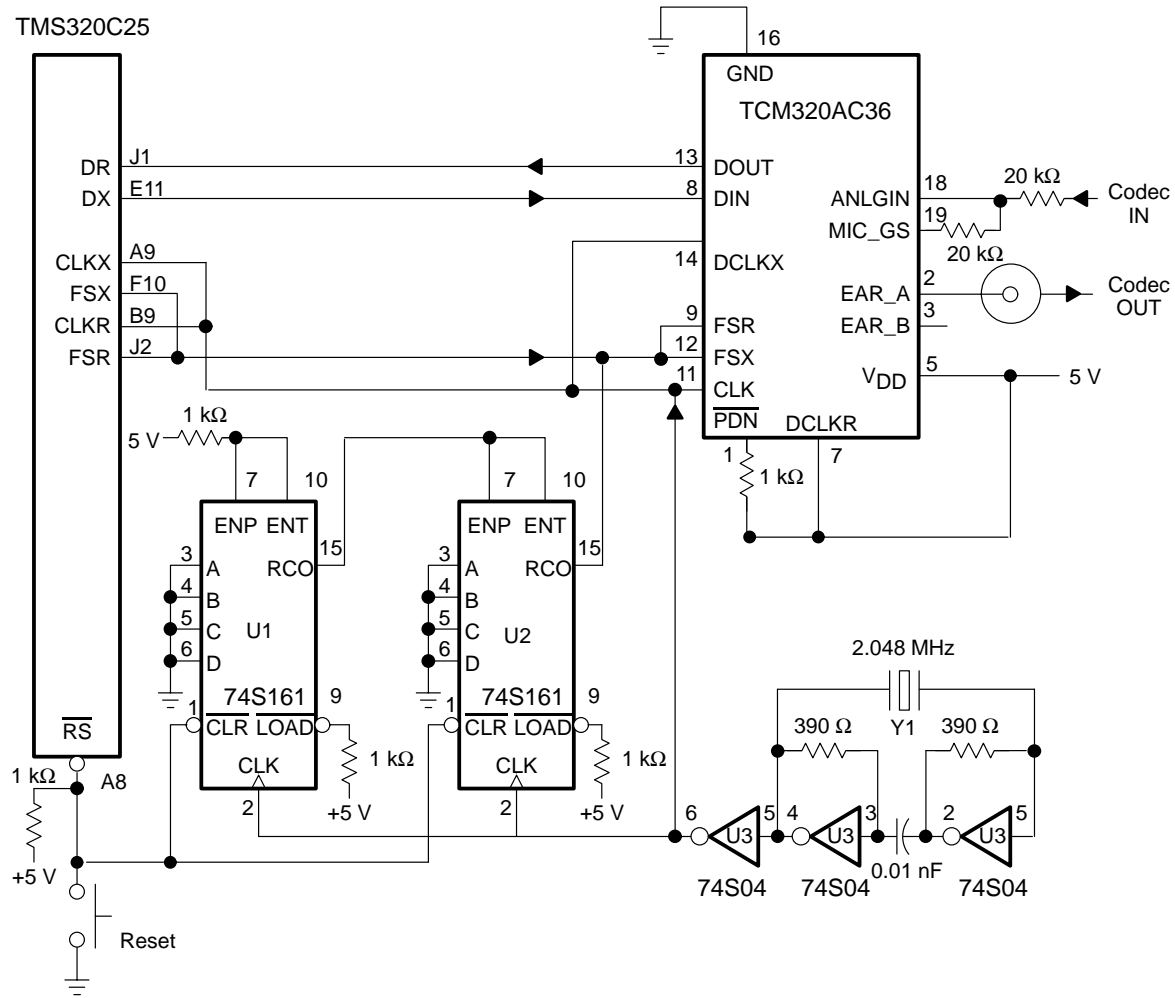 TMS320C25
DR J1
DX E11
CLKX A9
FSX F10
CLKR B9
FSR J2
RS
A8
1 kΩ
+5 V
Reset
16
GND
TCM320AC36
13 DOUT
8 DIN
14 DCLKX
9 FSR
12 FSX
11 CLK
PDN
DCLKR
1
7
1 kΩ
ANLGIN 18
MIC_GS 19
EAR_A 2
EAR_B 3
VDD 5
20 kΩ
20 kΩ
Codec
IN
Codec
OUT
5 V
5 V
1 kΩ
7 10
ENP ENT
3 A
4 B
5 C
6 D
RCO 15
U1
74S161
1
CLR LOAD
9
CLK
2
1 kΩ
+5 V
7 10
ENP ENT
3 A
4 B
5 C
6 D
RCO 15
U2
74S161
1
CLR LOAD
9
CLK
2
1 kΩ
+5 V
2.048 MHz
Y1
390 Ω
390 Ω
6 U3 5
4 U3 3
2 U3 5
0.01 nF
74S04
74S04
74S04